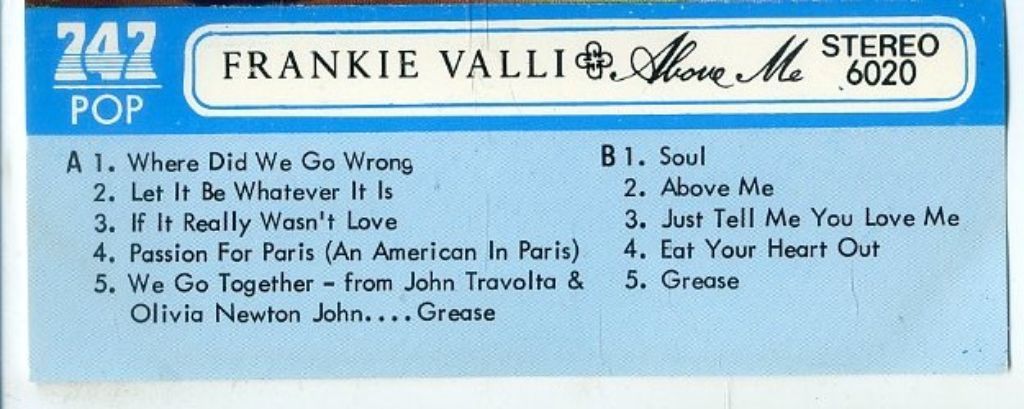 747
POP
FRANKIE VALLI Above Me STEREO
6020
A 1. Where Did We Go Wrong
2. Let It Be Whatever It Is
3. If It Really Wasn't Love
4. Passion For Paris (An American In Paris)
5. We Go Together - from John Travolta &
Olivia Newton John....Grease
B 1. Soul
2. Above Me
3. Just Tell Me You Love Me
4. Eat Your Heart Out
5. Grease